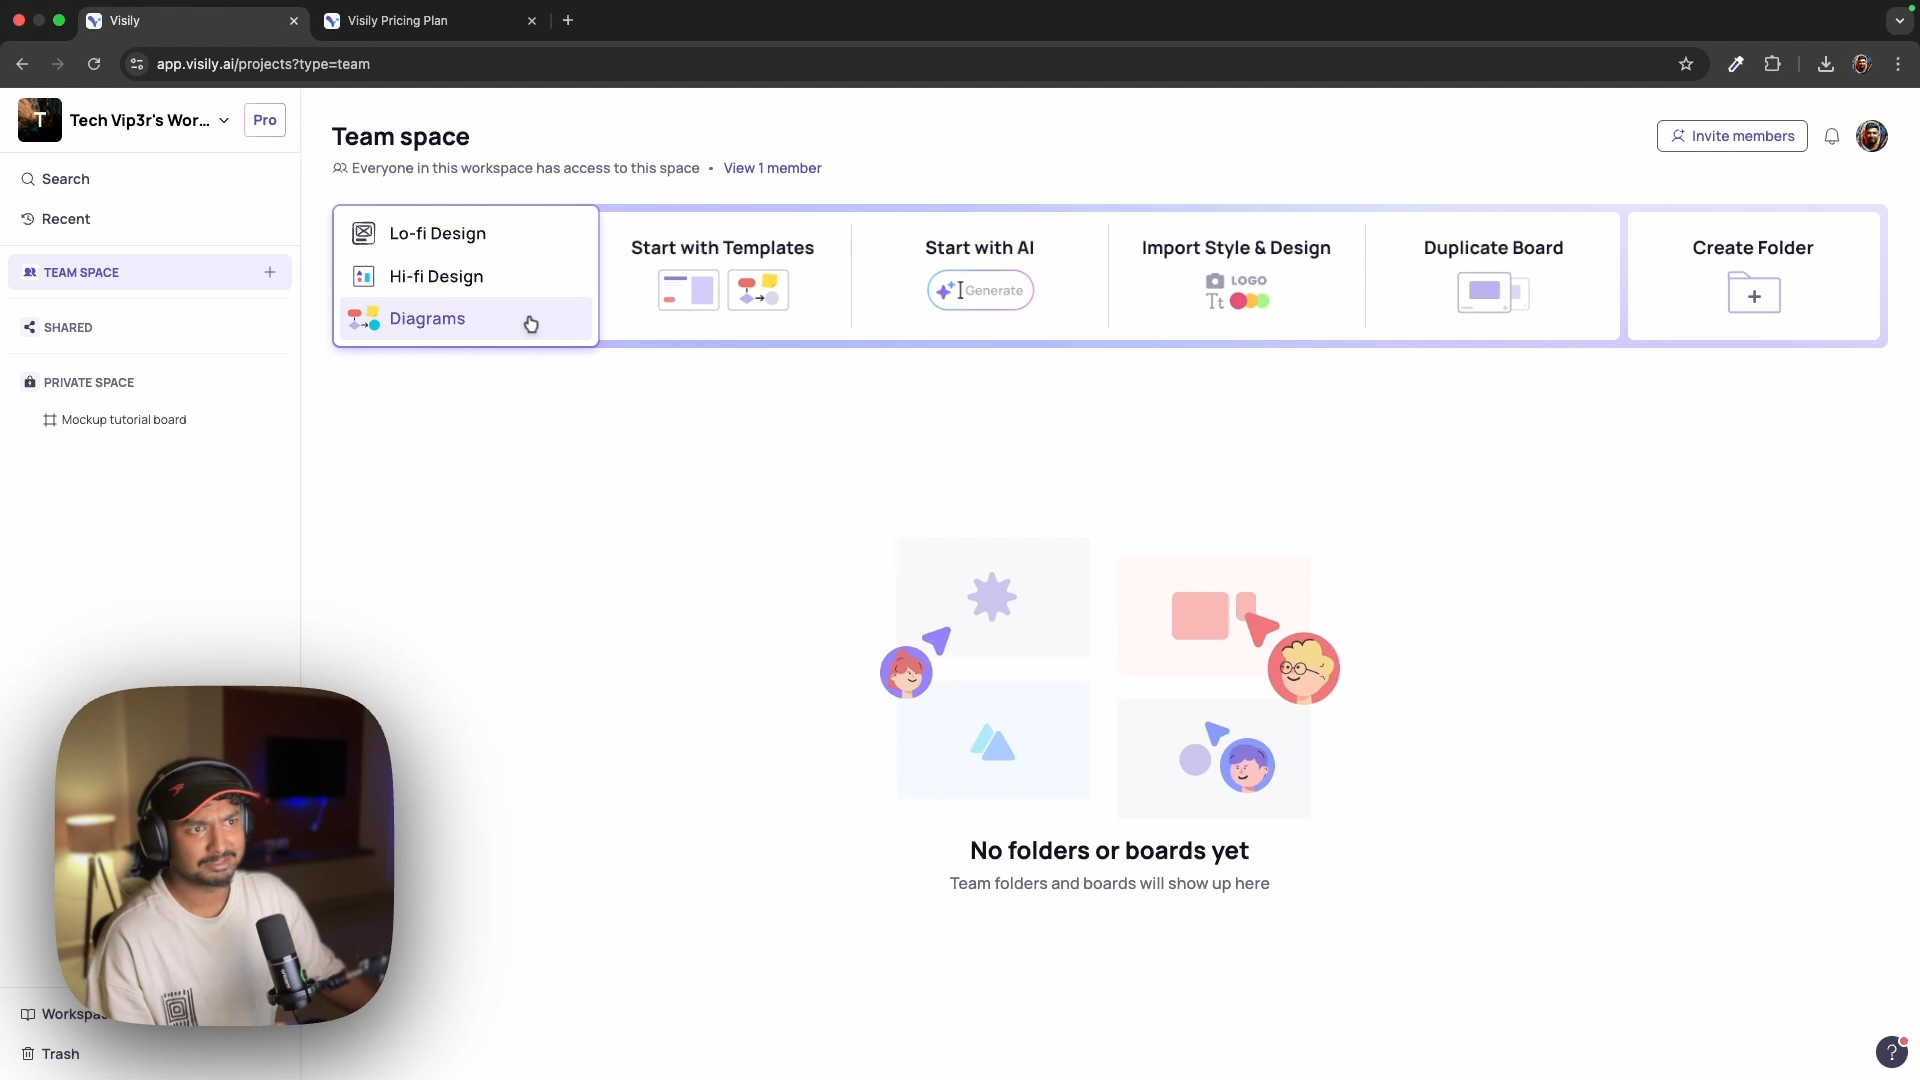 Visily
Visily Pricing Plan
app.visily.ai/projects?type=team
T
Tech Vip3r's Wor...
Pro
Search
Recent
TEAM SPACE
SHARED
PRIVATE SPACE
Mockup tutorial board
Trash
Team space
Everyone in this workspace has access to this space • View 1 member
Invite members
Lo-fi Design
Hi-fi Design
Diagrams
Start with Templates
Start with AI
Generate
Import Style & Design
LOGO
Tt
Duplicate Board
Create Folder
No folders or boards yet
Team folders and boards will show up here
?